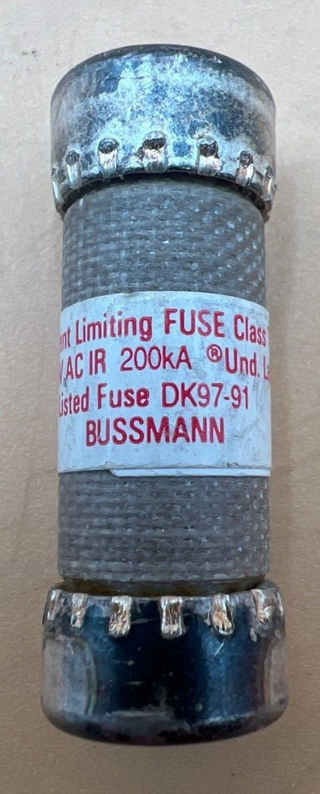 ent Limiting FUSE Class
V.AC IR 200kA ®Und. La
isted Fuse DK97-91
BUSSMANN